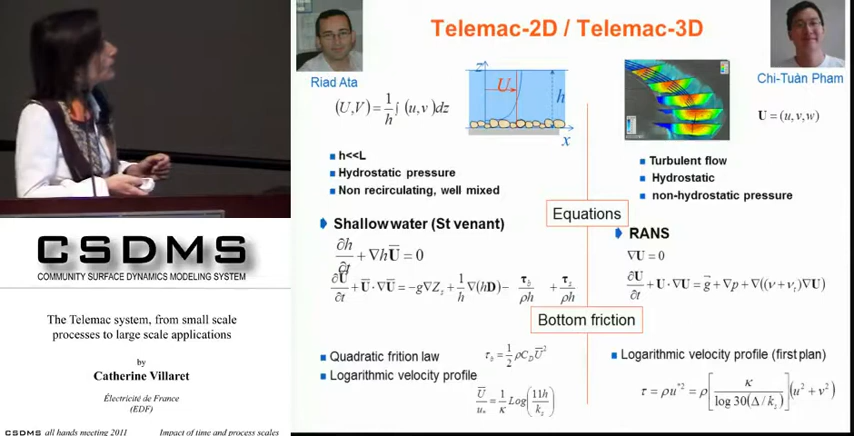 Telemac-2D / Telemac-3D
Riad Ata
Chi-Tuàn Pham
(U,V) = 1/h ∫ (u,v)dz
z
U
h
x
U = (u,v,w)
h<<L
Hydrostatic pressure
Non recirculating, well mixed
Turbulent flow
Hydrostatic
non-hydrostatic pressure
Equations
Shallow water (St venant)
∂h/∂t + ∇hU̅ = 0
∂U̅/∂t + U̅·∇U̅ = −g∇Z_s + 1/h ∇(hD) − τ_b/ρh + τ_s/ρh
RANS
∇U = 0
∂U/∂t + U·∇U = g⃗ + ∇p + ∇((ν+ν_t)∇U)
Bottom friction
Quadratic frition law
τ_b = 1/2 ρC_D U̅²
Logarithmic velocity profile
U̅/u* = 1/κ Log(11h/k_s)
Logarithmic velocity profile (first plan)
τ = ρu*² = ρ[κ/log 30(Δ/k_s)](u² + v²)
CSDMS
COMMUNITY SURFACE DYNAMICS MODELING SYSTEM
The Telemac system, from small scale
processes to large scale applications
by
Catherine Villaret
Électricité de France
(EDF)
CSDMS all hands meeting 2011 Impact of time and process scales